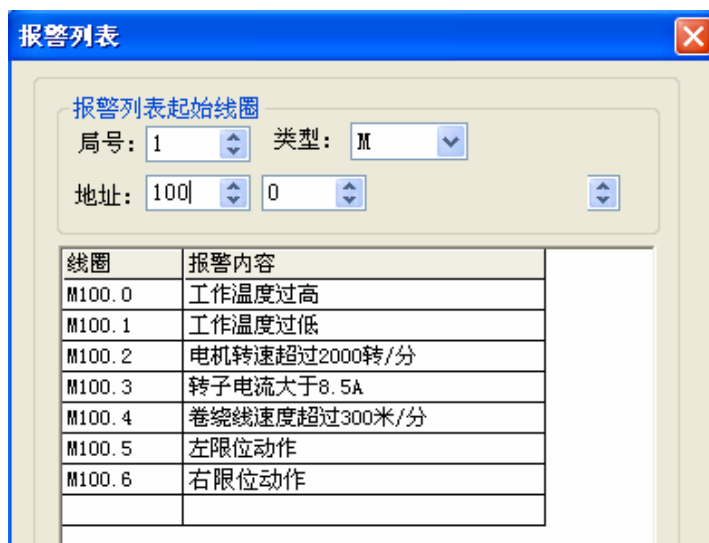 报警列表
报警列表起始线圈
局号: 1 类型: M
地址: 100 0
线圈 报警内容
M100.0 工作温度过高
M100.1 工作温度过低
M100.2 电机转速超过2000转/分
M100.3 转子电流大于8.5A
M100.4 卷绕线速度超过300米/分
M100.5 左限位动作
M100.6 右限位动作